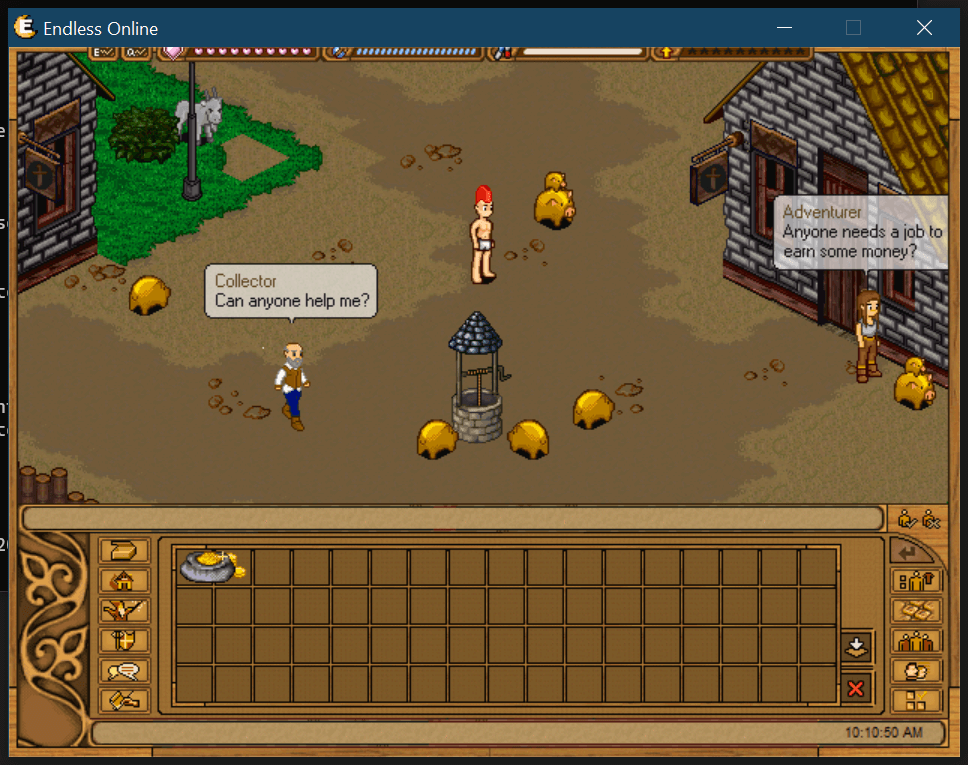 Endless Online
Adventurer
Anyone needs a job to
earn some money?
Collector
Can anyone help me?
10:10:50 AM